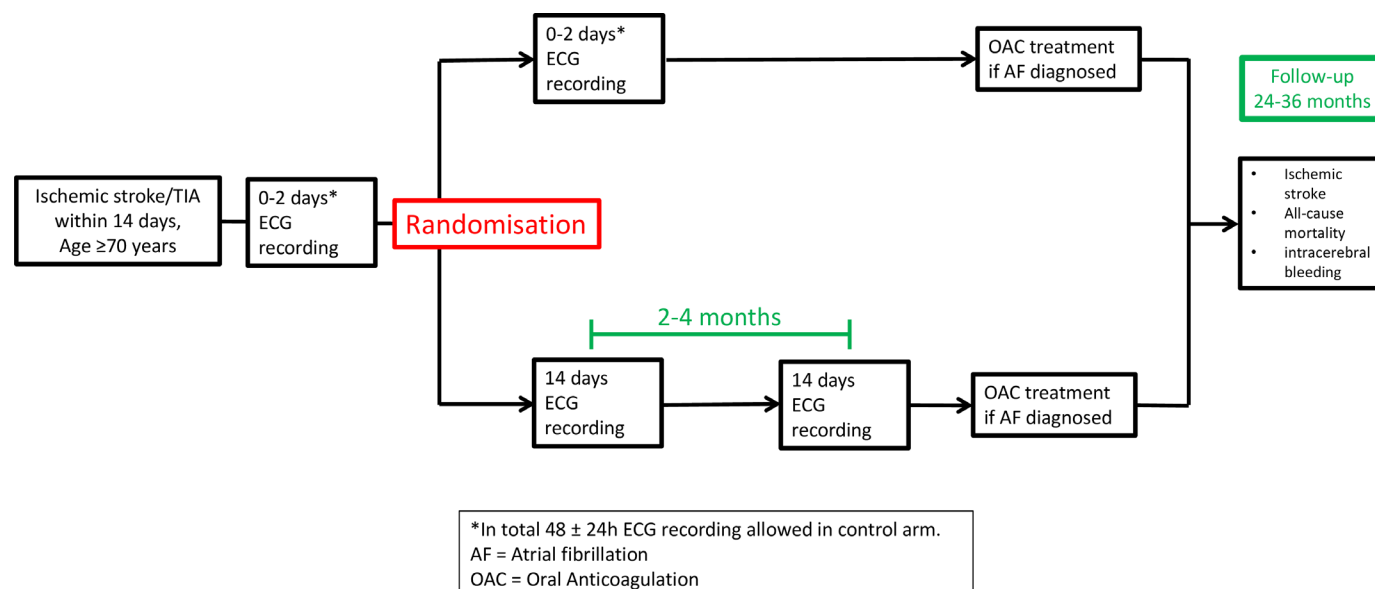 Ischemic stroke/TIA
within 14 days,
Age ≥70 years
0-2 days*
ECG
recording
Randomisation
0-2 days*
ECG
recording
OAC treatment
if AF diagnosed
2-4 months
14 days
ECG
recording
14 days
ECG
recording
OAC treatment
if AF diagnosed
Follow-up
24-36 months
• Ischemic
stroke
• All-cause
mortality
• intracerebral
bleeding
*In total 48 ± 24h ECG recording allowed in control arm.
AF = Atrial fibrillation
OAC = Oral Anticoagulation